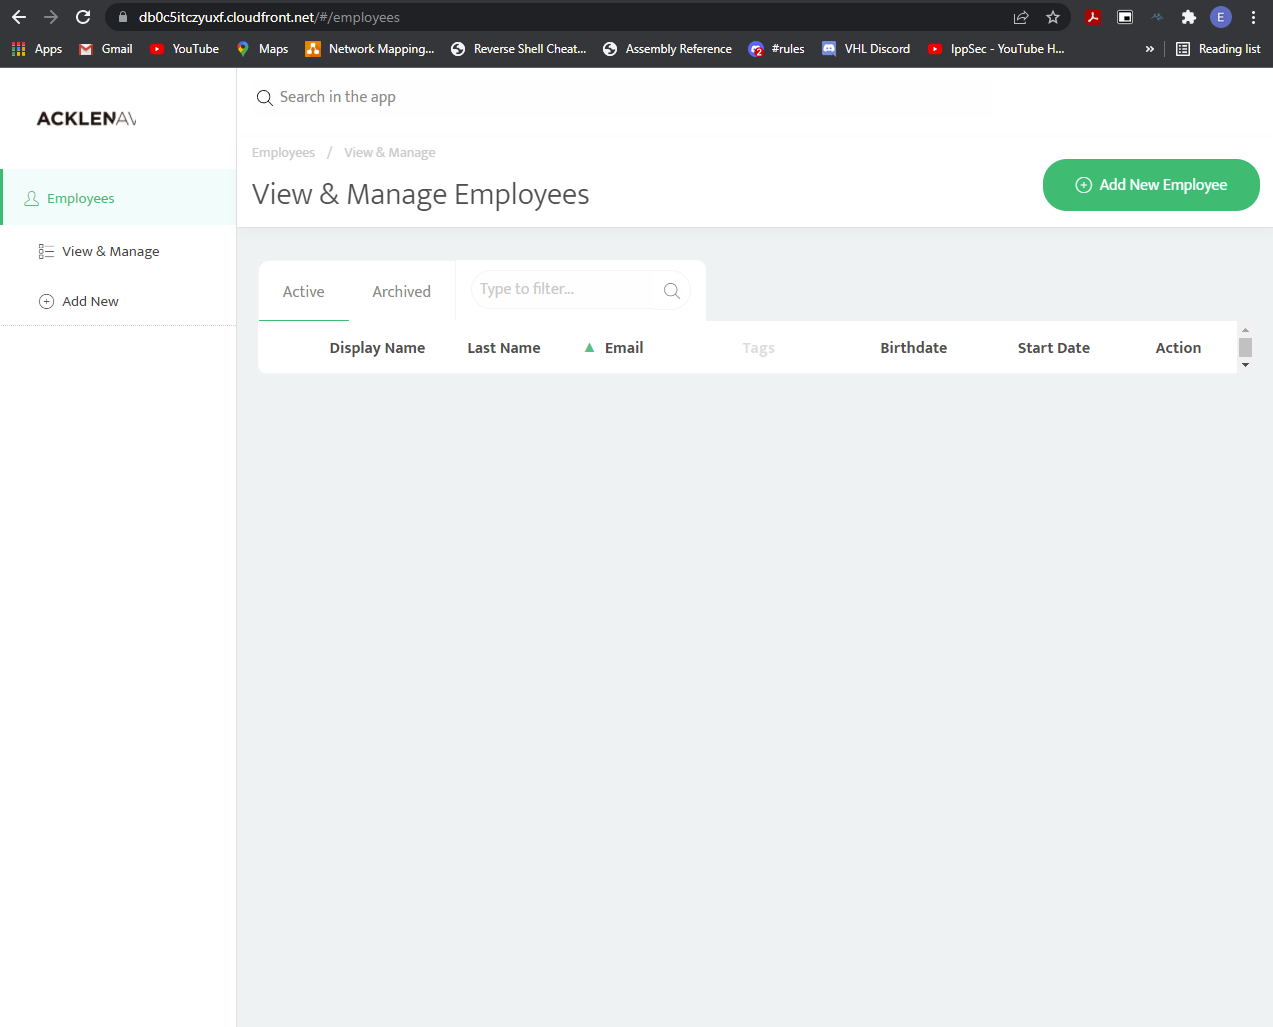 db0c5itczyuxf.cloudfront.net/#/employees
E
Apps Gmail YouTube Maps Network Mapping... Reverse Shell Cheat... Assembly Reference #rules VHL Discord IppSec - YouTube H... » Reading list
ACKLENAV
Search in the app
Employees / View & Manage
View & Manage Employees
Add New Employee
Employees
View & Manage
Add New
Active Archived Type to filter...
Display Name Last Name Email Tags Birthdate Start Date Action